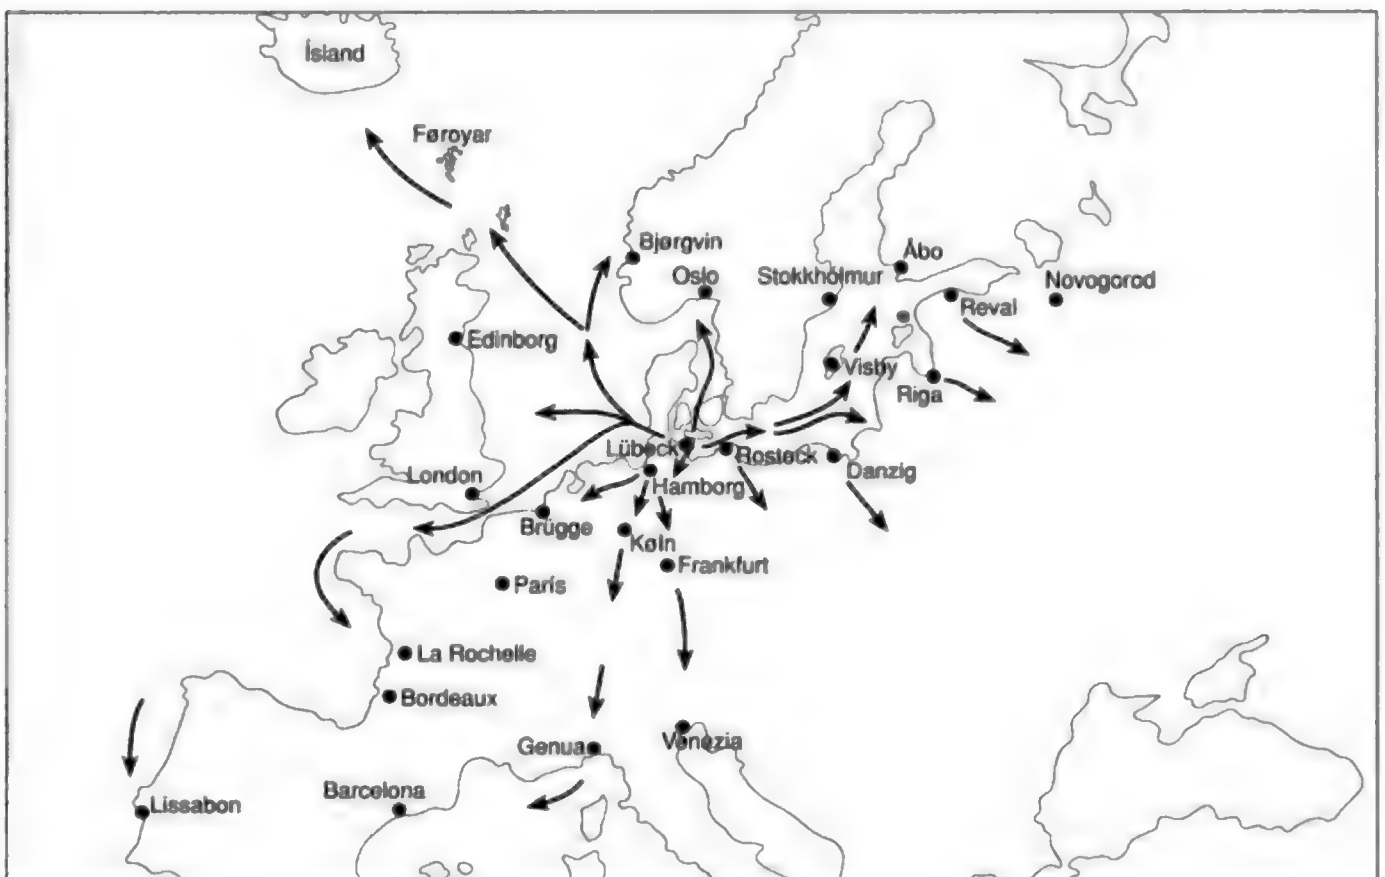 Ísland
Føroyar
Bjørgvin
Oslo
Stokkhólmur
Åbo
Novogorod
Reval
Edinborg
Visby
Riga
Lübeck
Rostock
Danzig
London
Hamborg
Brügge
Køln
Frankfurt
París
La Rochelle
Bordeaux
Genua
Venezia
Barcelona
Lissabon